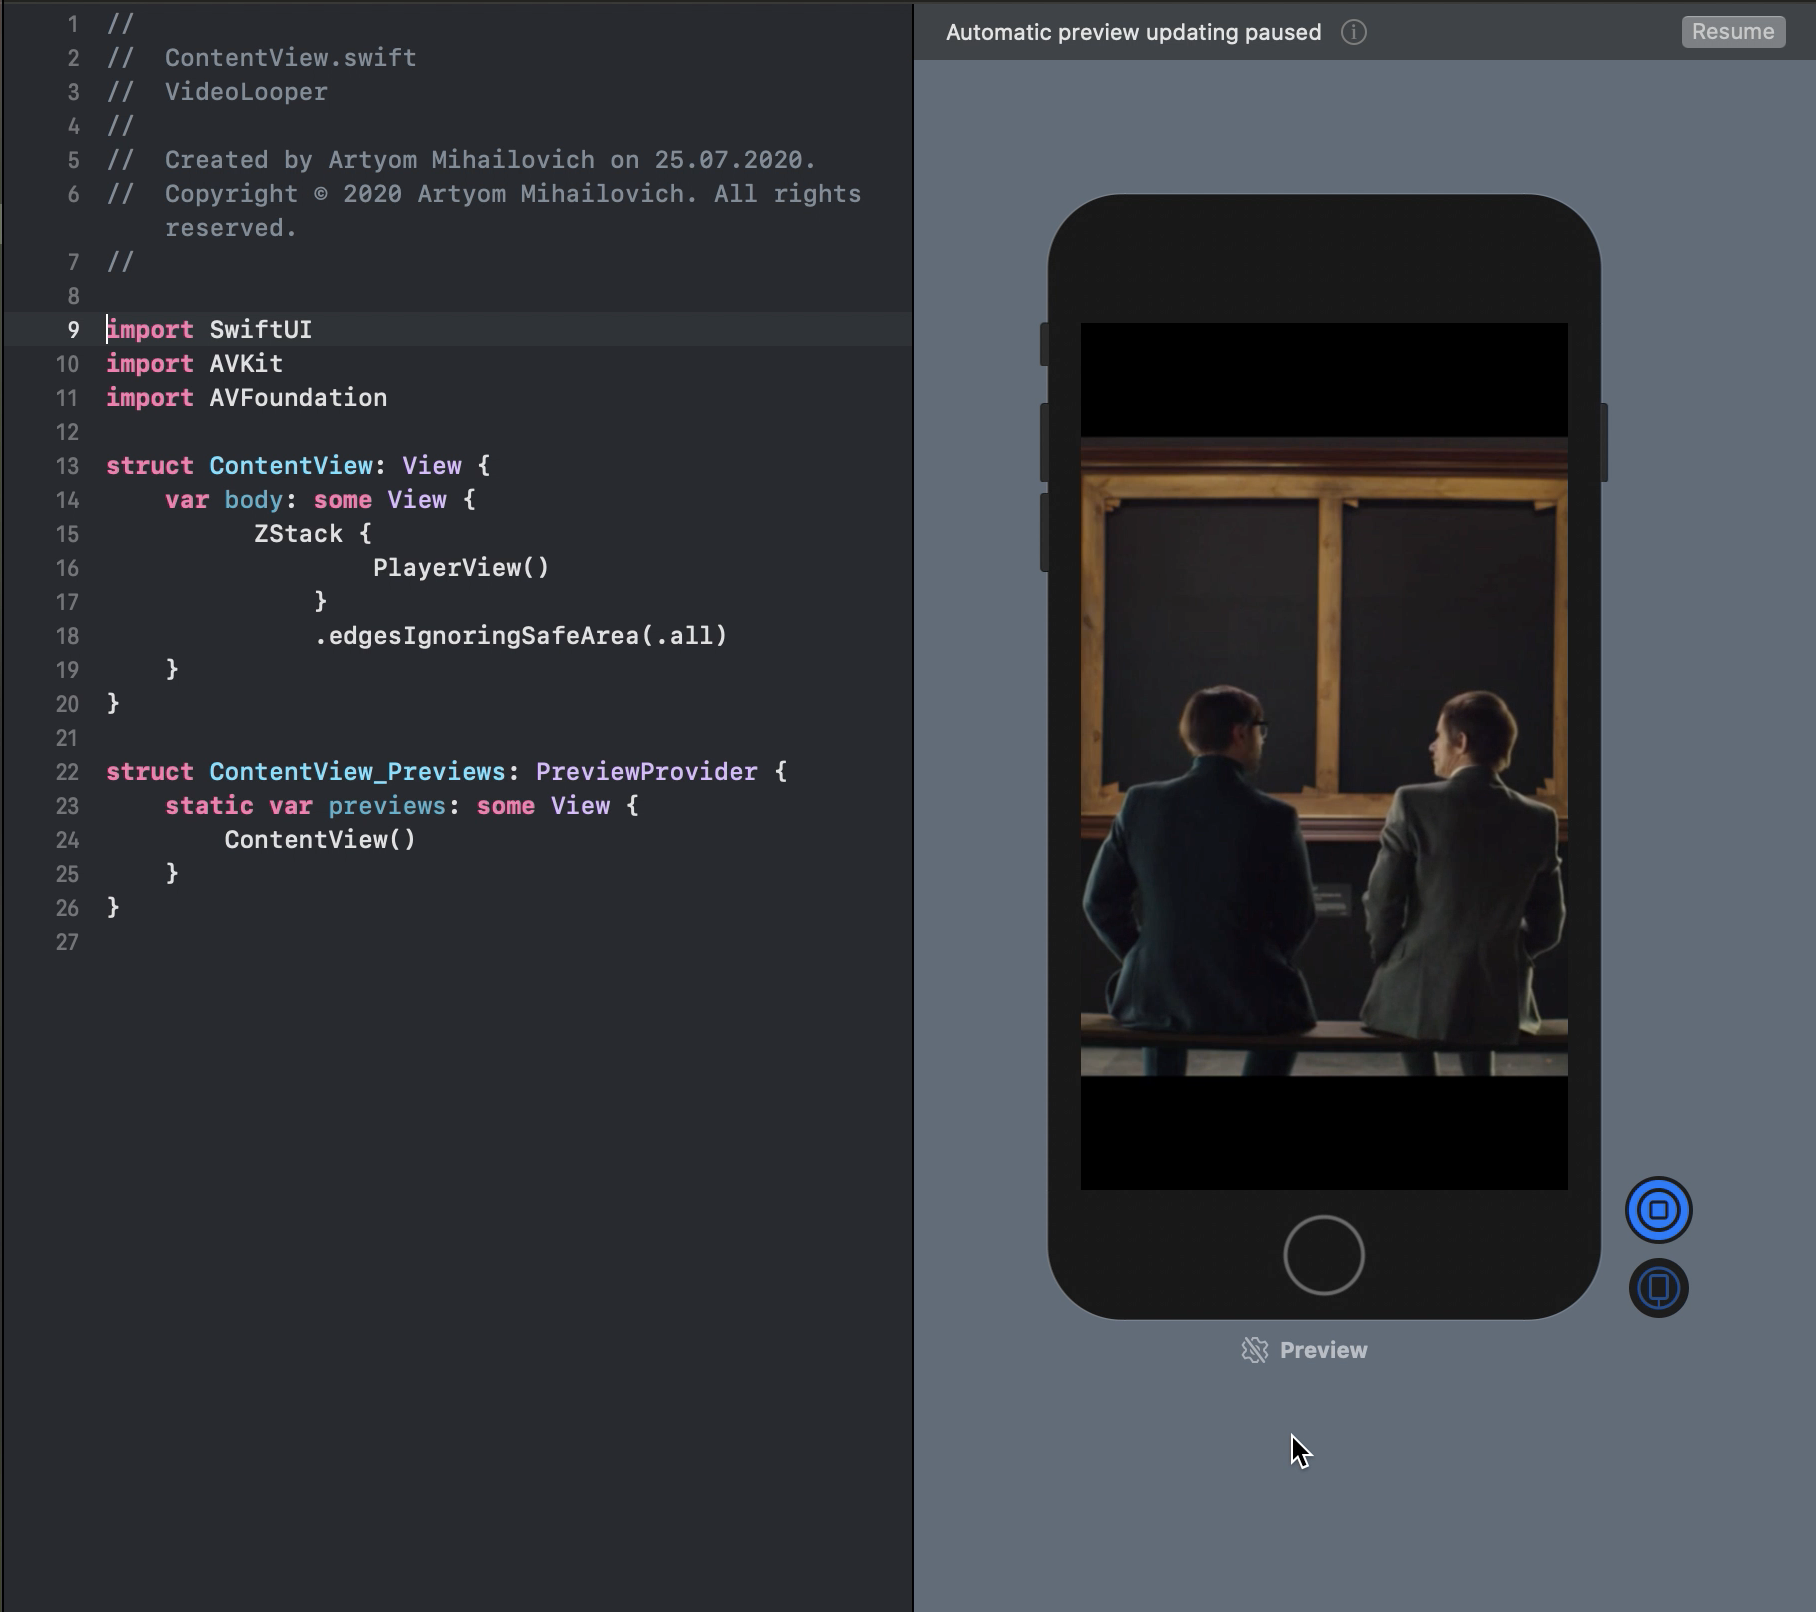 1 //
2 //  ContentView.swift
3 //  VideoLooper
4 //
5 //  Created by Artyom Mihailovich on 25.07.2020.
6 //  Copyright © 2020 Artyom Mihailovich. All rights
reserved.
7 //
8
9 import SwiftUI
10 import AVKit
11 import AVFoundation
12
13 struct ContentView: View {
14     var body: some View {
15           ZStack {
16                   PlayerView()
17               }
18               .edgesIgnoringSafeArea(.all)
19     }
20 }
21
22 struct ContentView_Previews: PreviewProvider {
23     static var previews: some View {
24         ContentView()
25     }
26 }
27
Automatic preview updating paused
Resume
Preview